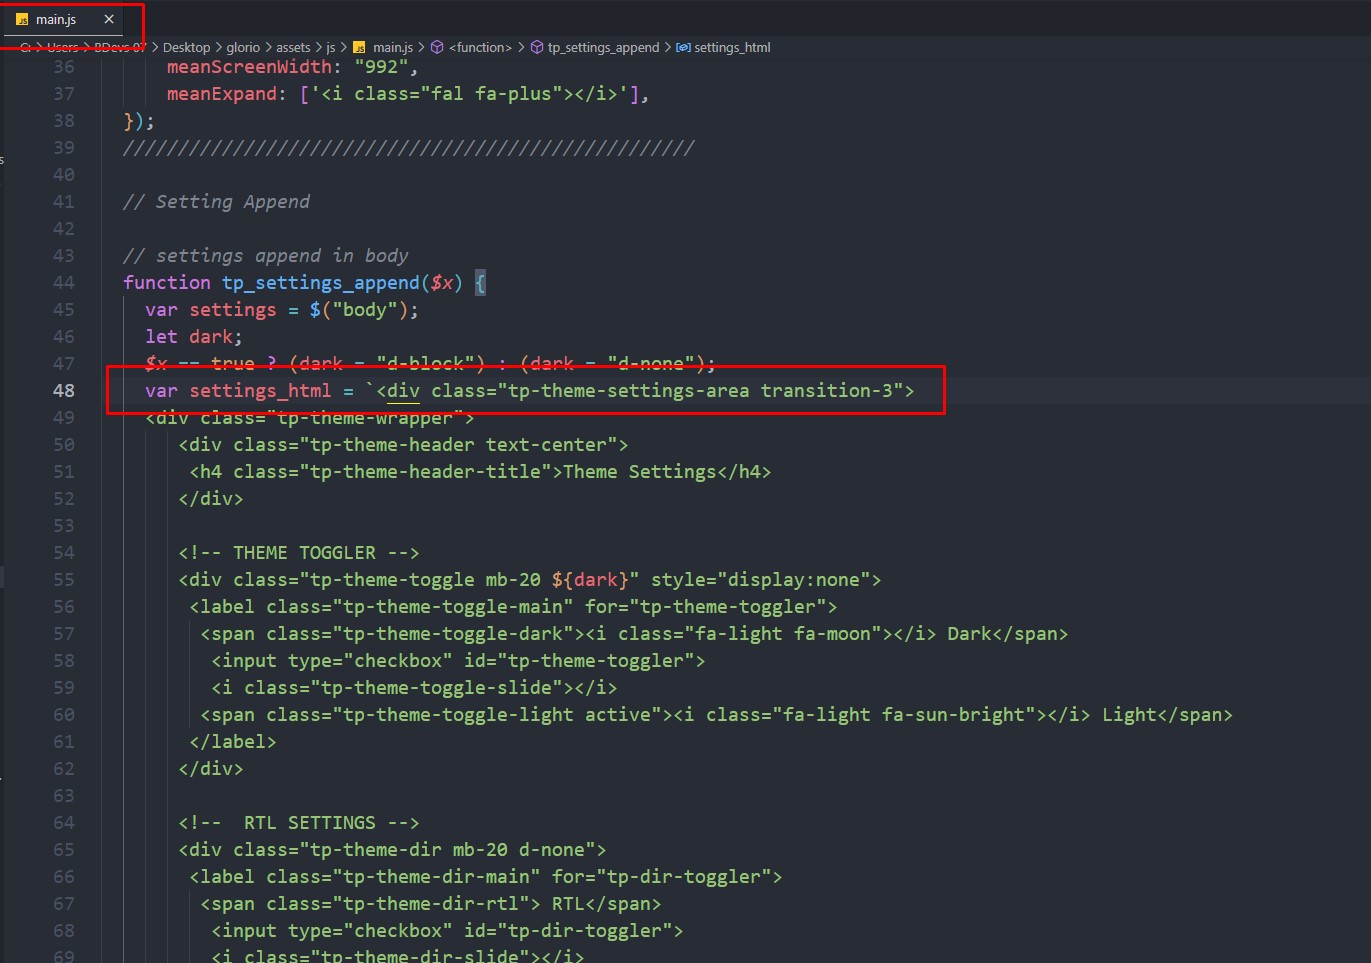 JS main.js ×
C: > Users > BDevs 07 > Desktop > glorio > assets > js > JS main.js > <function> > tp_settings_append > settings_html
36 meanScreenWidth: "992",
37 meanExpand: ['<i class="fal fa-plus"></i>'],
38 });
39 ////////////////////////////////////////////////////
40
41 // Setting Append
42
43 // settings append in body
44 function tp_settings_append($x) {
45 var settings = $("body");
46 let dark;
47 $x == true ? (dark = "d-block") : (dark = "d-none");
48 var settings_html = `<div class="tp-theme-settings-area transition-3">
49 <div class="tp-theme-wrapper">
50 <div class="tp-theme-header text-center">
51 <h4 class="tp-theme-header-title">Theme Settings</h4>
52 </div>
53
54 <!-- THEME TOGGLER -->
55 <div class="tp-theme-toggle mb-20 ${dark}" style="display:none">
56 <label class="tp-theme-toggle-main" for="tp-theme-toggler">
57 <span class="tp-theme-toggle-dark"><i class="fa-light fa-moon"></i> Dark</span>
58 <input type="checkbox" id="tp-theme-toggler">
59 <i class="tp-theme-toggle-slide"></i>
60 <span class="tp-theme-toggle-light active"><i class="fa-light fa-sun-bright"></i> Light</span>
61 </label>
62 </div>
63
64 <!--  RTL SETTINGS -->
65 <div class="tp-theme-dir mb-20 d-none">
66 <label class="tp-theme-dir-main" for="tp-dir-toggler">
67 <span class="tp-theme-dir-rtl"> RTL</span>
68 <input type="checkbox" id="tp-dir-toggler">
69 <i class="tp-theme-dir-slide"></i>